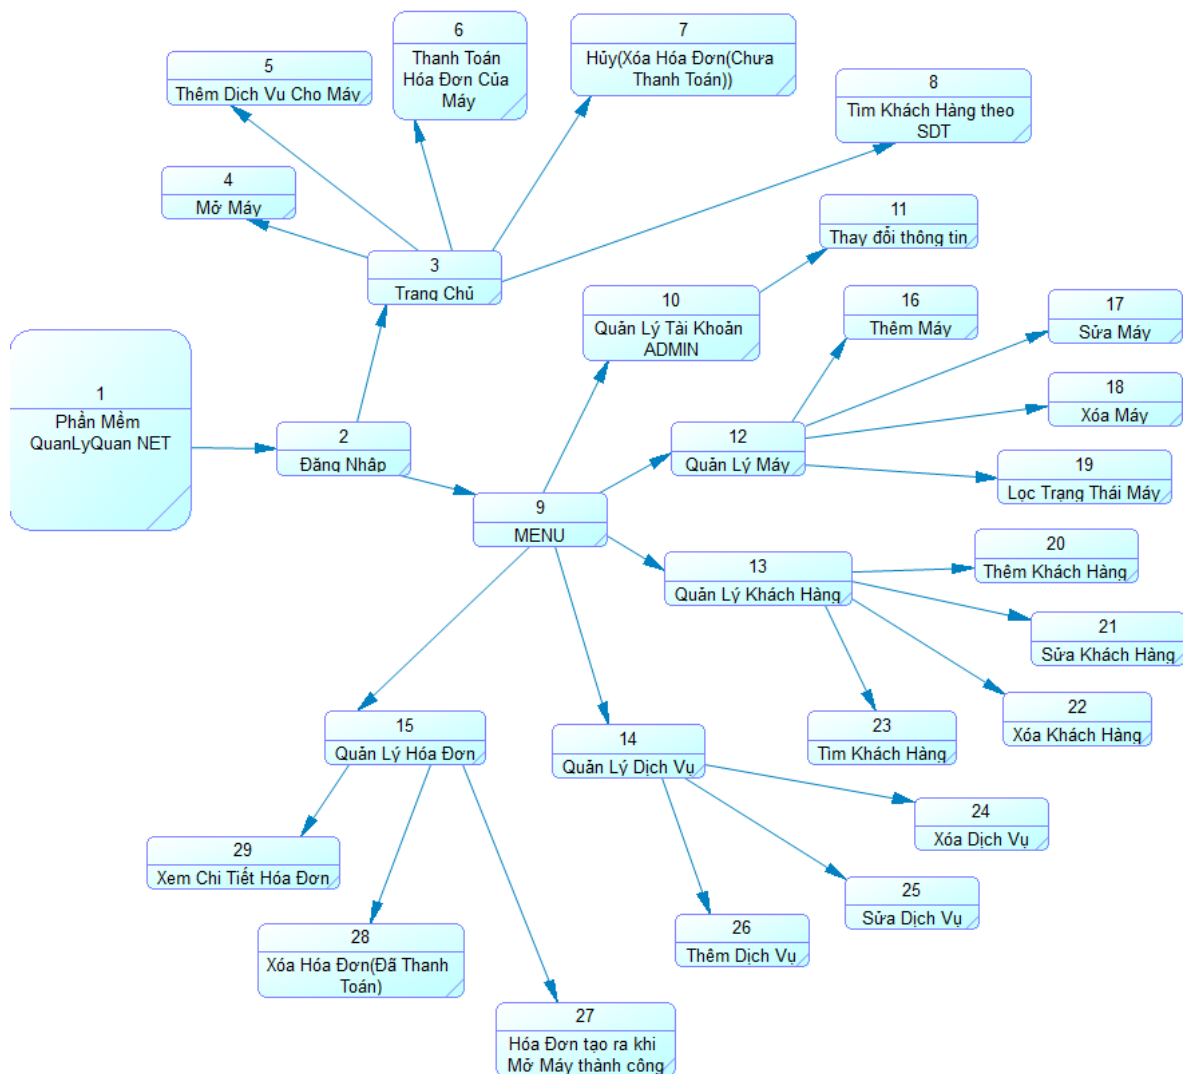 1
Phần Mềm
QuanLyQuan NET
2
Đăng Nhập
3
Trang Chủ
4
Mở Máy
5
Thêm Dịch Vụ Cho Máy
6
Thanh Toán
Hóa Đơn Của
Máy
7
Hủy(Xóa Hóa Đơn(Chưa
Thanh Toán))
8
Tìm Khách Hàng theo
SDT
9
MENU
10
Quản Lý Tài Khoản
ADMIN
11
Thay đổi thông tin
12
Quản Lý Máy
13
Quản Lý Khách Hàng
14
Quản Lý Dịch Vụ
15
Quản Lý Hóa Đơn
16
Thêm Máy
17
Sửa Máy
18
Xóa Máy
19
Lọc Trạng Thái Máy
20
Thêm Khách Hàng
21
Sửa Khách Hàng
22
Xóa Khách Hàng
23
Tìm Khách Hàng
24
Xóa Dịch Vụ
25
Sửa Dịch Vụ
26
Thêm Dịch Vụ
27
Hóa Đơn tạo ra khi
Mở Máy thành công
28
Xóa Hóa Đơn(Đã Thanh
Toán)
29
Xem Chi Tiết Hóa Đơn